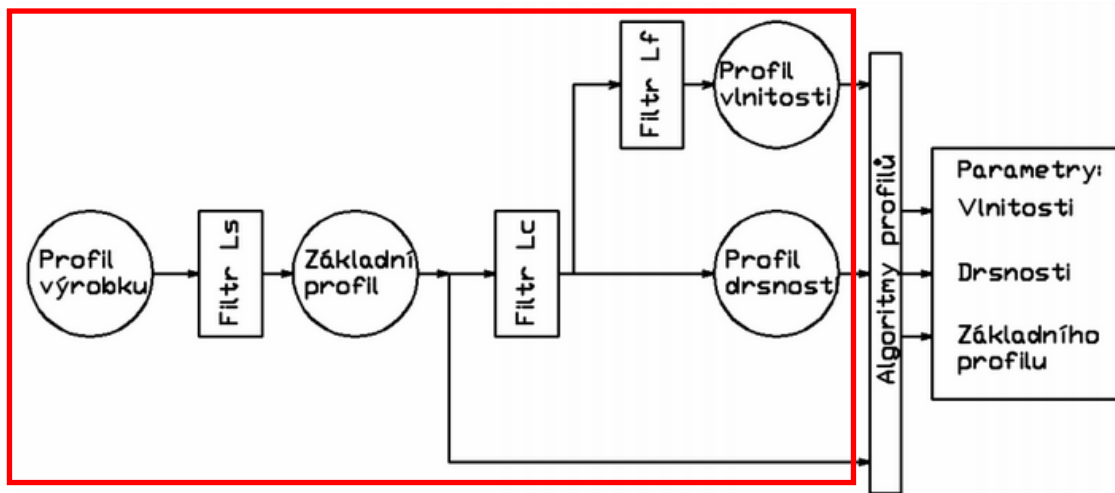 Filtr Lf
Profil
vlnitosti
Profil
výrobku
Filtr Ls
Základní
profil
Filtr Lc
Profil
drsnosti
Algoritmy profilů
Parametry:
Vlnitosti
Drsnosti
Základního
profilu